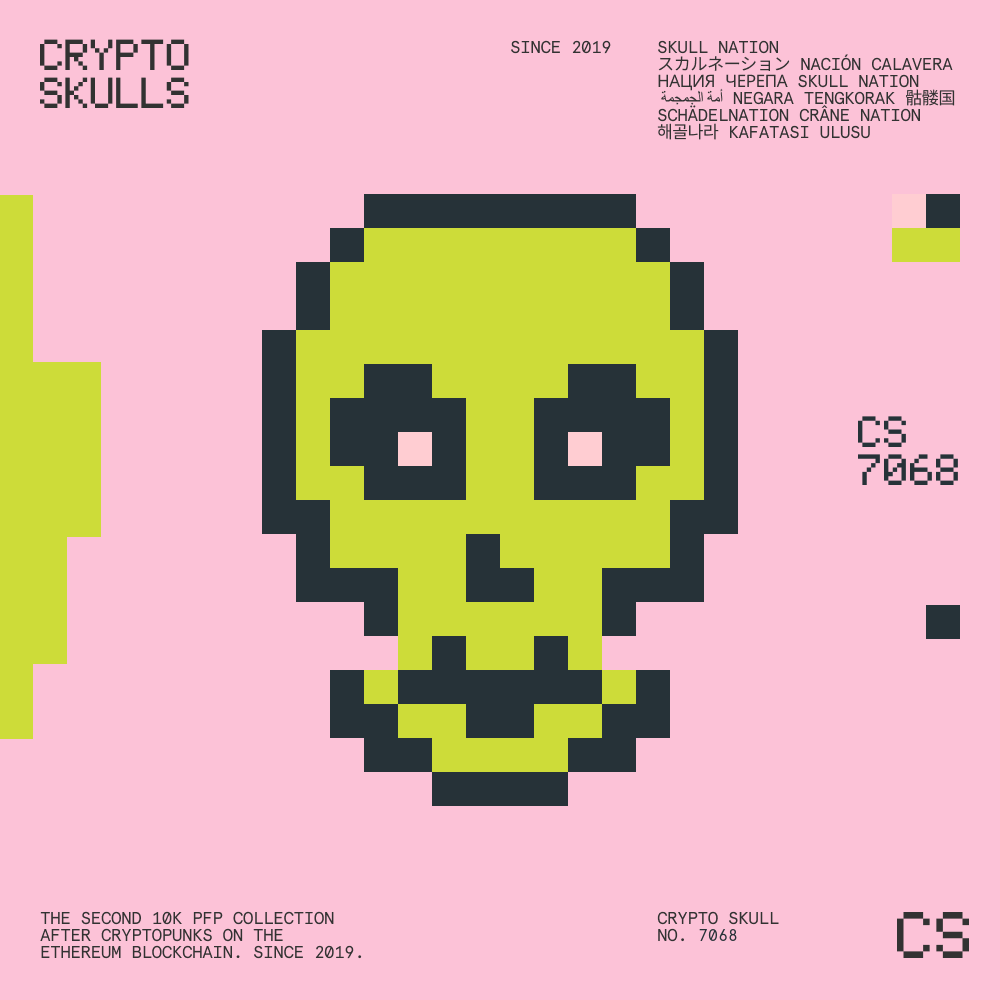 CRYPTO
SKULLS
SINCE 2019
SKULL NATION
スカルネーション NACIÓN CALAVERA
НАЦИЯ ЧЕРЕПА SKULL NATION
أمة الجمجمة NEGARA TENGKORAK 骷髅国
SCHÄDELNATION CRÂNE NATION
해골나라 KAFATASI ULUSU
CS
7068
THE SECOND 10K PFP COLLECTION
AFTER CRYPTOPUNKS ON THE
ETHEREUM BLOCKCHAIN. SINCE 2019.
CRYPTO SKULL
NO. 7068
CS